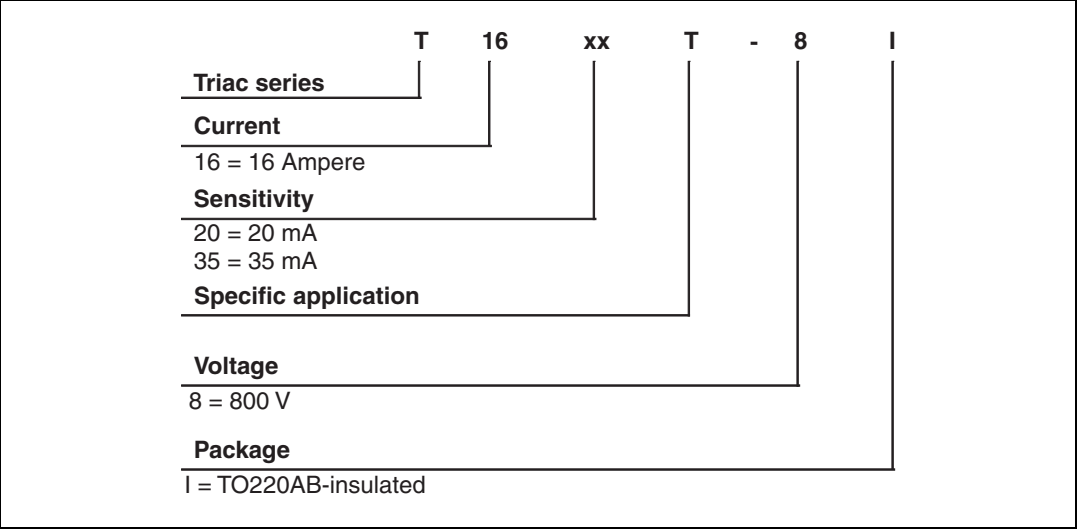 T 16 xx T - 8 I
Triac series
Current
16 = 16 Ampere
Sensitivity
20 = 20 mA
35 = 35 mA
Specific application
Voltage
8 = 800 V
Package
I = TO220AB-insulated